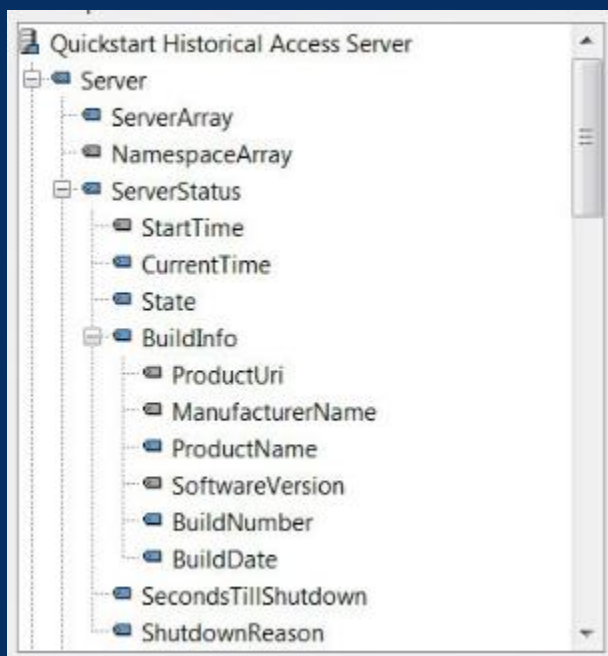 Quickstart Historical Access Server
Server
ServerArray
NamespaceArray
ServerStatus
StartTime
CurrentTime
State
BuildInfo
ProductUri
ManufacturerName
ProductName
SoftwareVersion
BuildNumber
BuildDate
SecondsTillShutdown
ShutdownReason